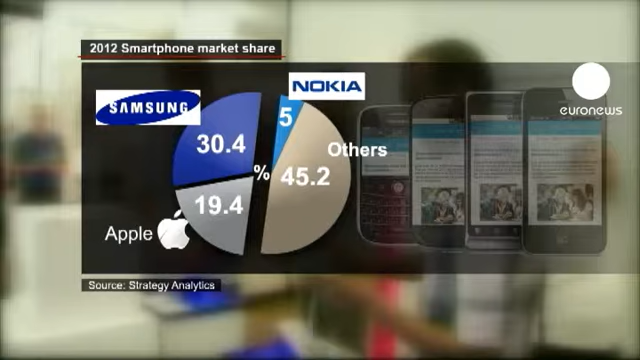 2012 Smartphone market share
NOKIA
SAMSUNG
euronews
5
30.4
Others
% 45.2
19.4
Apple
Source: Strategy Analytics